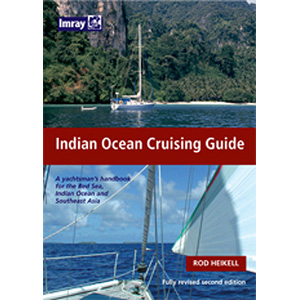 Imray
Indian Ocean Cruising Guide
A yachtsman's handbook
for the Red Sea,
Indian Ocean and
Southeast Asia
ROD HEIKELL
Fully revised second edition